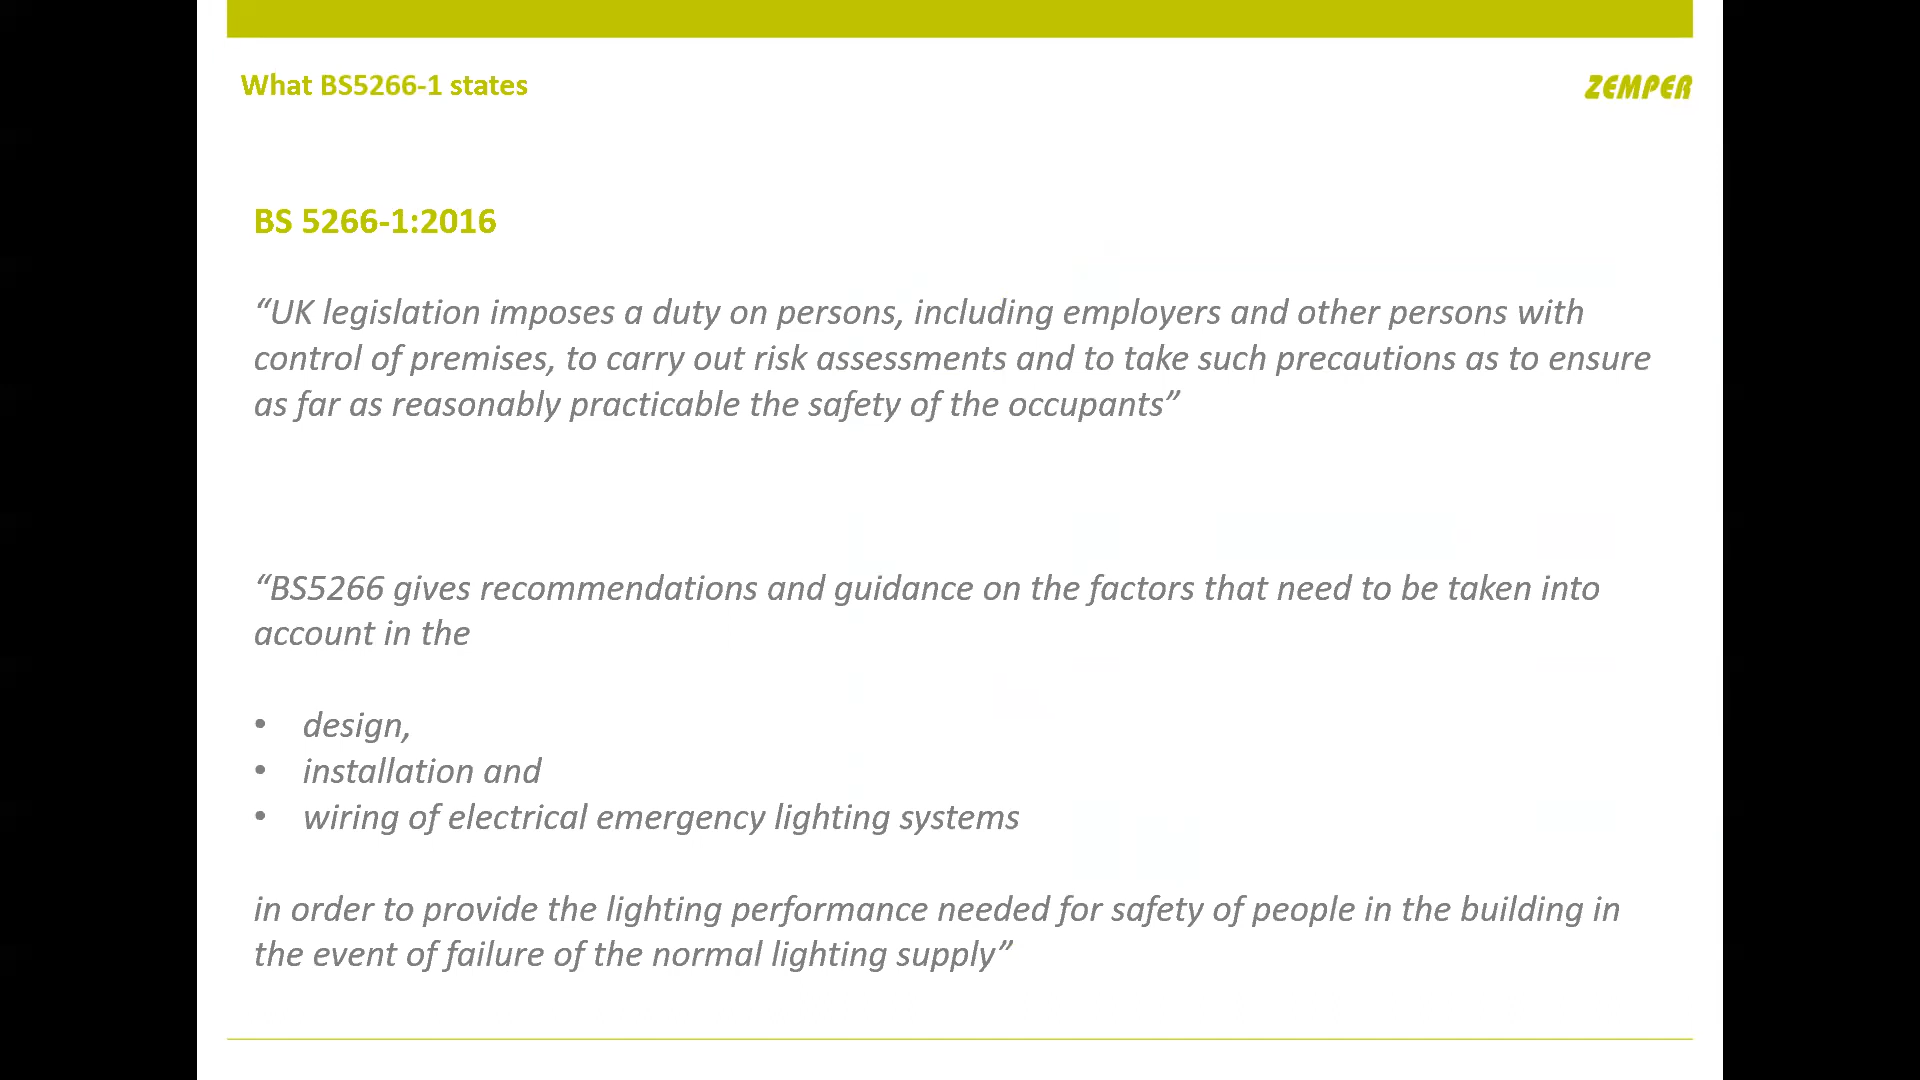 What BS5266-1 states
ZEMPER
BS 5266-1:2016
“UK legislation imposes a duty on persons, including employers and other persons with
control of premises, to carry out risk assessments and to take such precautions as to ensure
as far as reasonably practicable the safety of the occupants”
“BS5266 gives recommendations and guidance on the factors that need to be taken into
account in the
• design,
• installation and
• wiring of electrical emergency lighting systems
in order to provide the lighting performance needed for safety of people in the building in
the event of failure of the normal lighting supply”